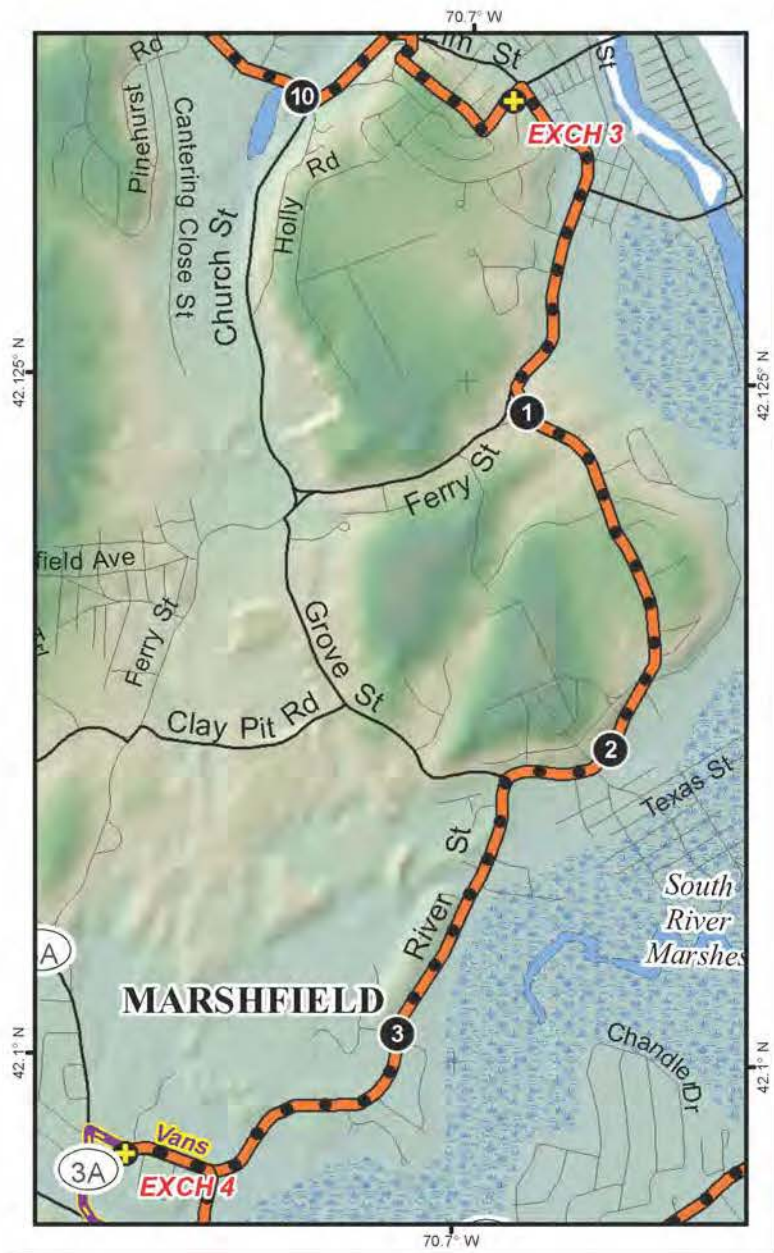 70.7° W
Rd
Elm St
St
10
EXCH 3
Pinehurst
Cantering Close St
Church St
Holly Rd
42.125° N
42.125° N
1
Ferry St
field Ave
Ferry St
Trl
Grove St
Clay Pit Rd
2
Texas St
River St
South
River
Marshes
A
MARSHFIELD
3
Chandler Dr
42.1° N
42.1° N
Vans
3A
EXCH 4
70.7° W